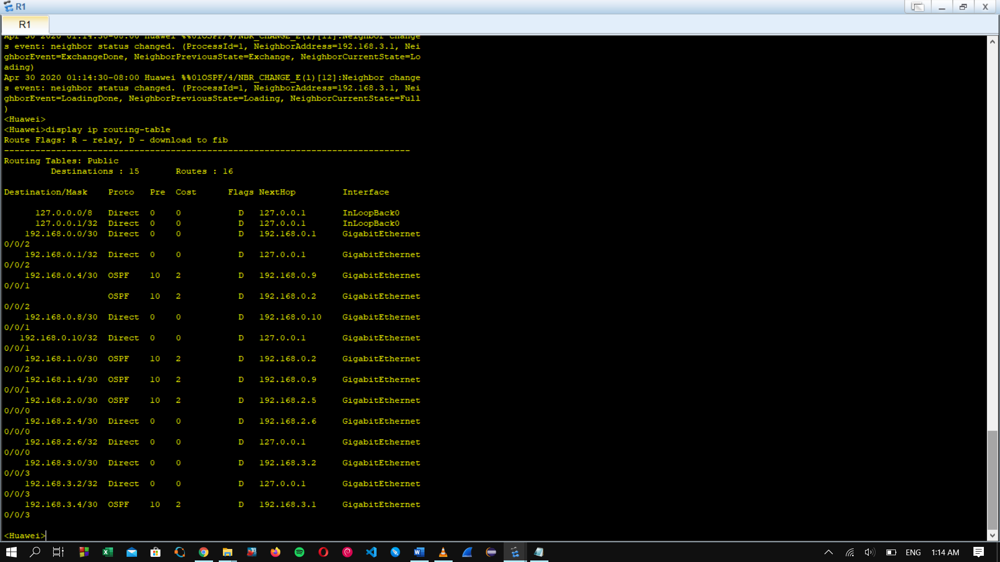 R1
R1
Apr 30 2020 01:14:30-08:00 Huawei %%01OSPF/4/NBR_CHANGE_E(l)[11]:Neighbor change
s event: neighbor status changed. (ProcessId=1, NeighborAddress=192.168.3.1, Nei
ghborEvent=ExchangeDone, NeighborPreviousState=Exchange, NeighborCurrentState=Lo
ading)
Apr 30 2020 01:14:30-08:00 Huawei %%01OSPF/4/NBR_CHANGE_E(l)[12]:Neighbor change
s event: neighbor status changed. (ProcessId=1, NeighborAddress=192.168.3.1, Nei
ghborEvent=LoadingDone, NeighborPreviousState=Loading, NeighborCurrentState=Full
)
<Huawei>
<Huawei>display ip routing-table
Route Flags: R - relay, D - download to fib
------------------------------------------------------------------------------
Routing Tables: Public
         Destinations : 15       Routes : 16
Destination/Mask    Proto   Pre  Cost      Flags NextHop         Interface
      127.0.0.0/8   Direct  0    0           D   127.0.0.1       InLoopBack0
      127.0.0.1/32  Direct  0    0           D   127.0.0.1       InLoopBack0
    192.168.0.0/30  Direct  0    0           D   192.168.0.1     GigabitEthernet
0/0/2
    192.168.0.1/32  Direct  0    0           D   127.0.0.1       GigabitEthernet
0/0/2
    192.168.0.4/30  OSPF    10   2           D   192.168.0.9     GigabitEthernet
0/0/1
                    OSPF    10   2           D   192.168.0.2     GigabitEthernet
0/0/2
    192.168.0.8/30  Direct  0    0           D   192.168.0.10    GigabitEthernet
0/0/1
   192.168.0.10/32  Direct  0    0           D   127.0.0.1       GigabitEthernet
0/0/1
    192.168.1.0/30  OSPF    10   2           D   192.168.0.2     GigabitEthernet
0/0/2
    192.168.1.4/30  OSPF    10   2           D   192.168.0.9     GigabitEthernet
0/0/1
    192.168.2.0/30  OSPF    10   2           D   192.168.2.5     GigabitEthernet
0/0/0
    192.168.2.4/30  Direct  0    0           D   192.168.2.6     GigabitEthernet
0/0/0
    192.168.2.6/32  Direct  0    0           D   127.0.0.1       GigabitEthernet
0/0/0
    192.168.3.0/30  Direct  0    0           D   192.168.3.2     GigabitEthernet
0/0/3
    192.168.3.2/32  Direct  0    0           D   127.0.0.1       GigabitEthernet
0/0/3
    192.168.3.4/30  OSPF    10   2           D   192.168.3.1     GigabitEthernet
0/0/3
<Huawei>
ENG 1:14 AM